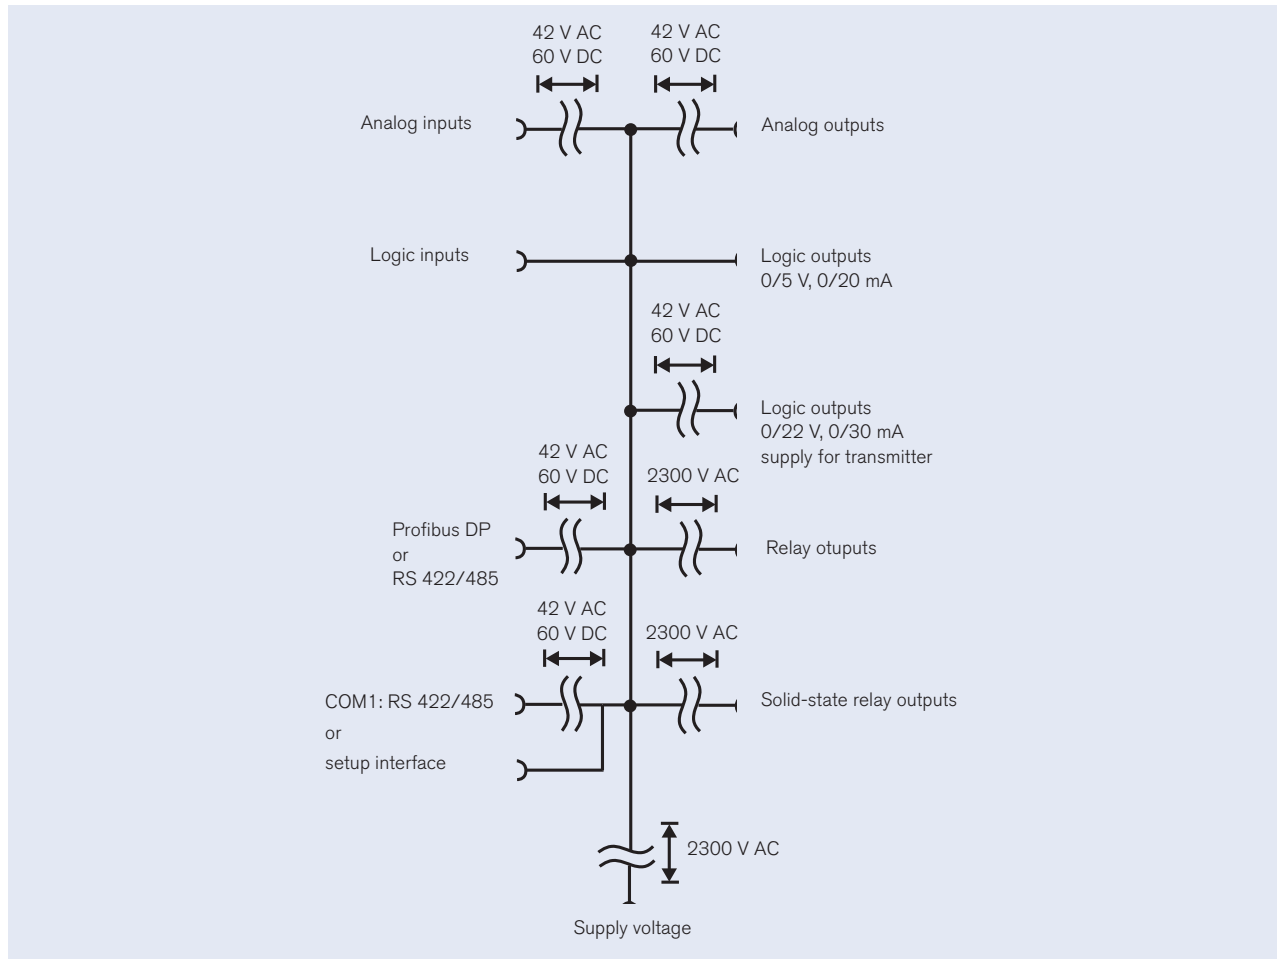 42 V AC
60 V DC
42 V AC
60 V DC
Analog inputs
Analog outputs
Logic inputs
Logic outputs
0/5 V, 0/20 mA
42 V AC
60 V DC
Logic outputs
0/22 V, 0/30 mA
supply for transmitter
42 V AC
60 V DC
2300 V AC
Profibus DP
or
RS 422/485
Relay otuputs
42 V AC
60 V DC
2300 V AC
COM1: RS 422/485
or
setup interface
Solid-state relay outputs
2300 V AC
Supply voltage